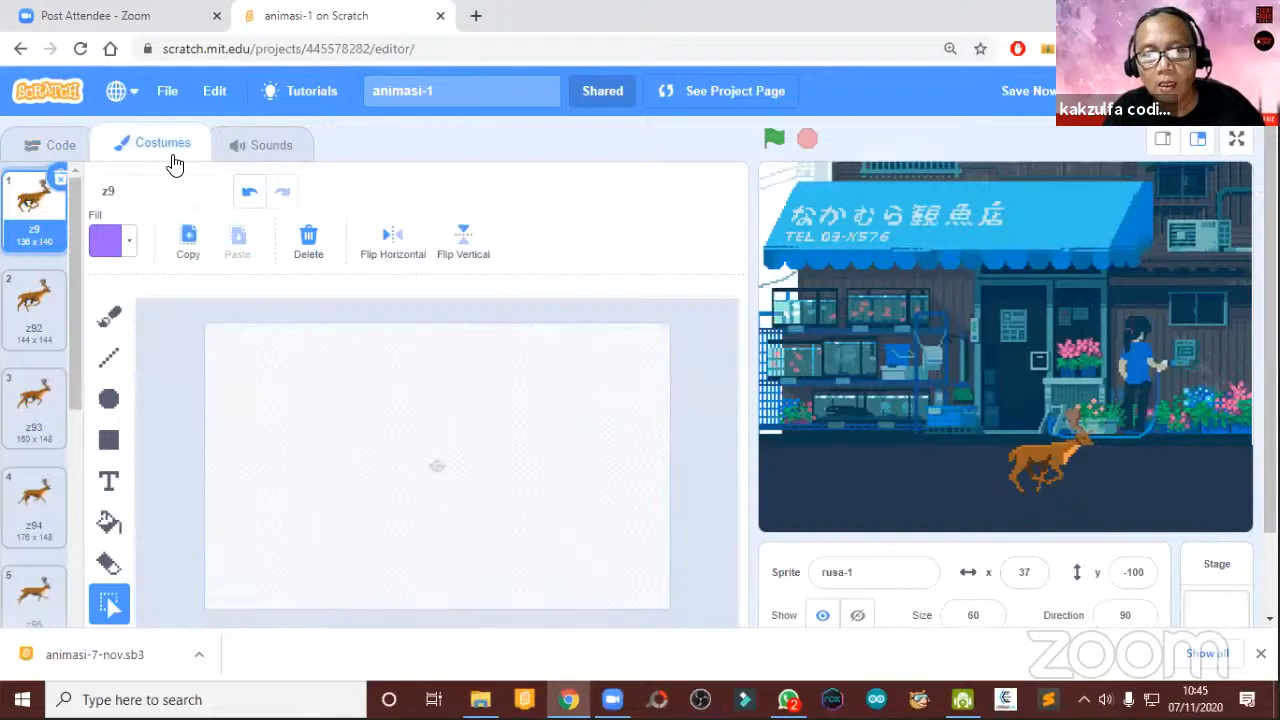 Post Attendee - Zoom
animasi-1 on Scratch
scratch.mit.edu/projects/445578282/editor/
kakzulfa codi...
SCRATCH
File
Edit
Tutorials
animasi-1
Shared
See Project Page
Save Now
Code
Costumes
Sounds
1
z9
136 x 140
2
z92
144 x 144
3
z93
160 x 148
4
z94
176 x 148
5
z95
z9
Fill
Copy
Paste
Delete
Flip Horizontal
Flip Vertical
なかむら観魚店
TEL 03-X576
Sprite
rusa-1
x
37
y
-100
Show
Size
60
Direction
90
Stage
animasi-7-nov.sb3
zoom
Show all
Type here to search
2
10:45
07/11/2020